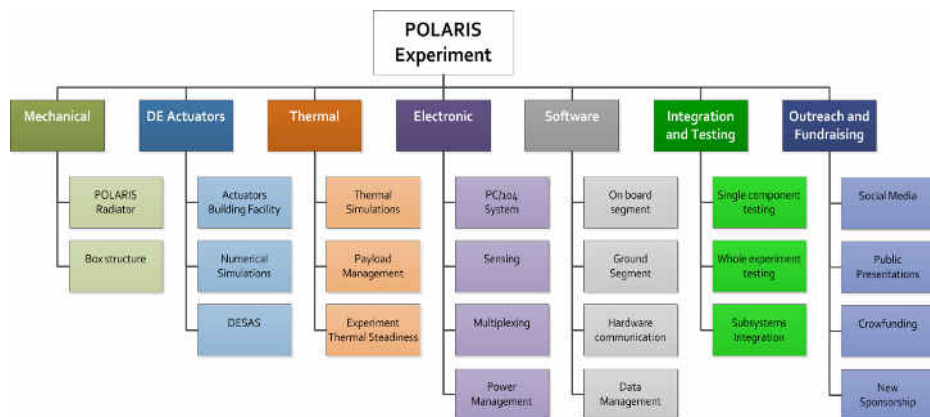 POLARIS
Experiment
Mechanical
DE Actuators
Thermal
Electronic
Software
Integration
and Testing
Outreach and
Fundraising
POLARIS
Radiator
Box structure
Actuators
Building Facility
Numerical
Simulations
DESAS
Thermal
Simulations
Payload
Management
Experiment
Thermal Steadiness
PC/104
System
Sensing
Multiplexing
Power
Management
On board
segment
Ground
Segment
Hardware
communication
Data
Management
Single component
testing
Whole experiment
testing
Subsystems
Integration
Social Media
Public
Presentations
Crowfunding
New
Sponsorship